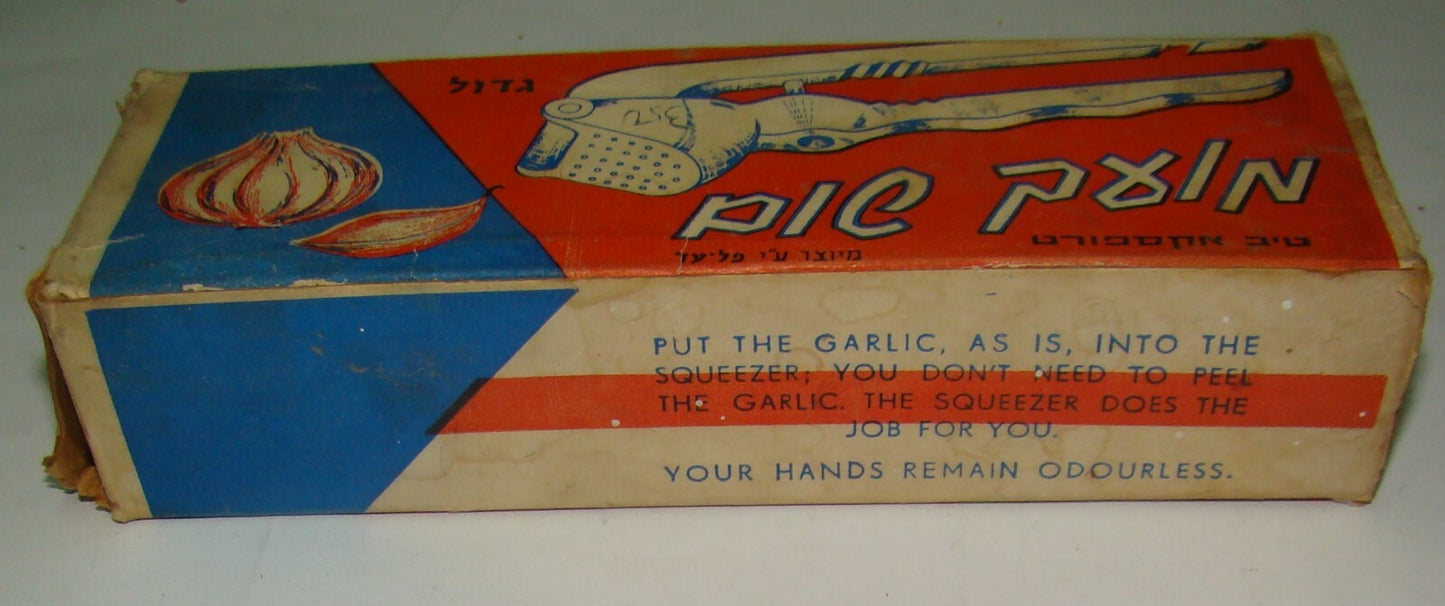 גדול
מועך שום
טיב אקספורט
מיוצר ע"י פל-עד
PUT THE GARLIC, AS IS, INTO THE
SQUEEZER; YOU DON'T NEED TO PEEL
THE GARLIC. THE SQUEEZER DOES THE
JOB FOR YOU.
YOUR HANDS REMAIN ODOURLESS.